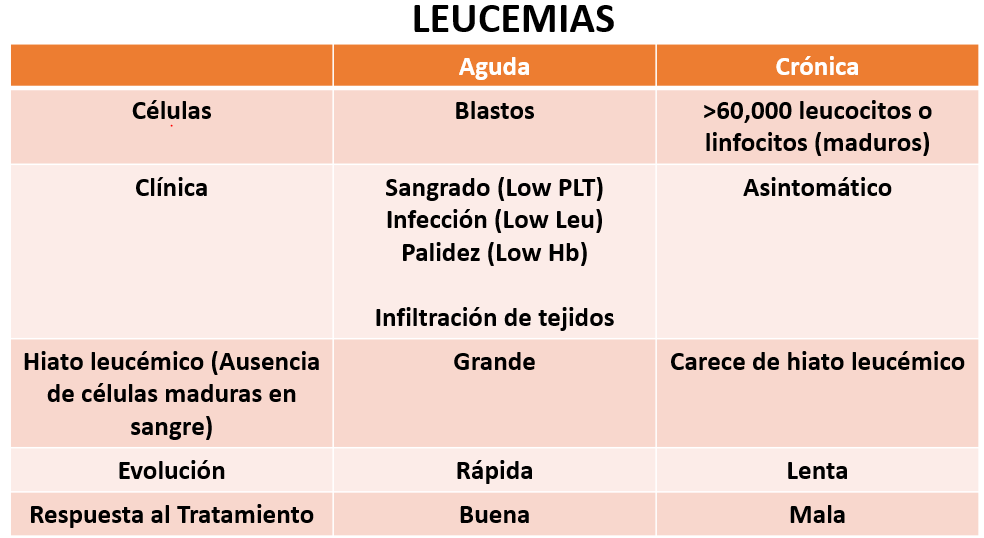 LEUCEMIAS
Aguda
Crónica
Células
Blastos
>60,000 leucocitos o
linfocitos (maduros)
Clínica
Sangrado (Low PLT)
Infección (Low Leu)
Palidez (Low Hb)
Infiltración de tejidos
Asintomático
Hiato leucémico (Ausencia
de células maduras en
sangre)
Grande
Carece de hiato leucémico
Evolución
Rápida
Lenta
Respuesta al Tratamiento
Buena
Mala